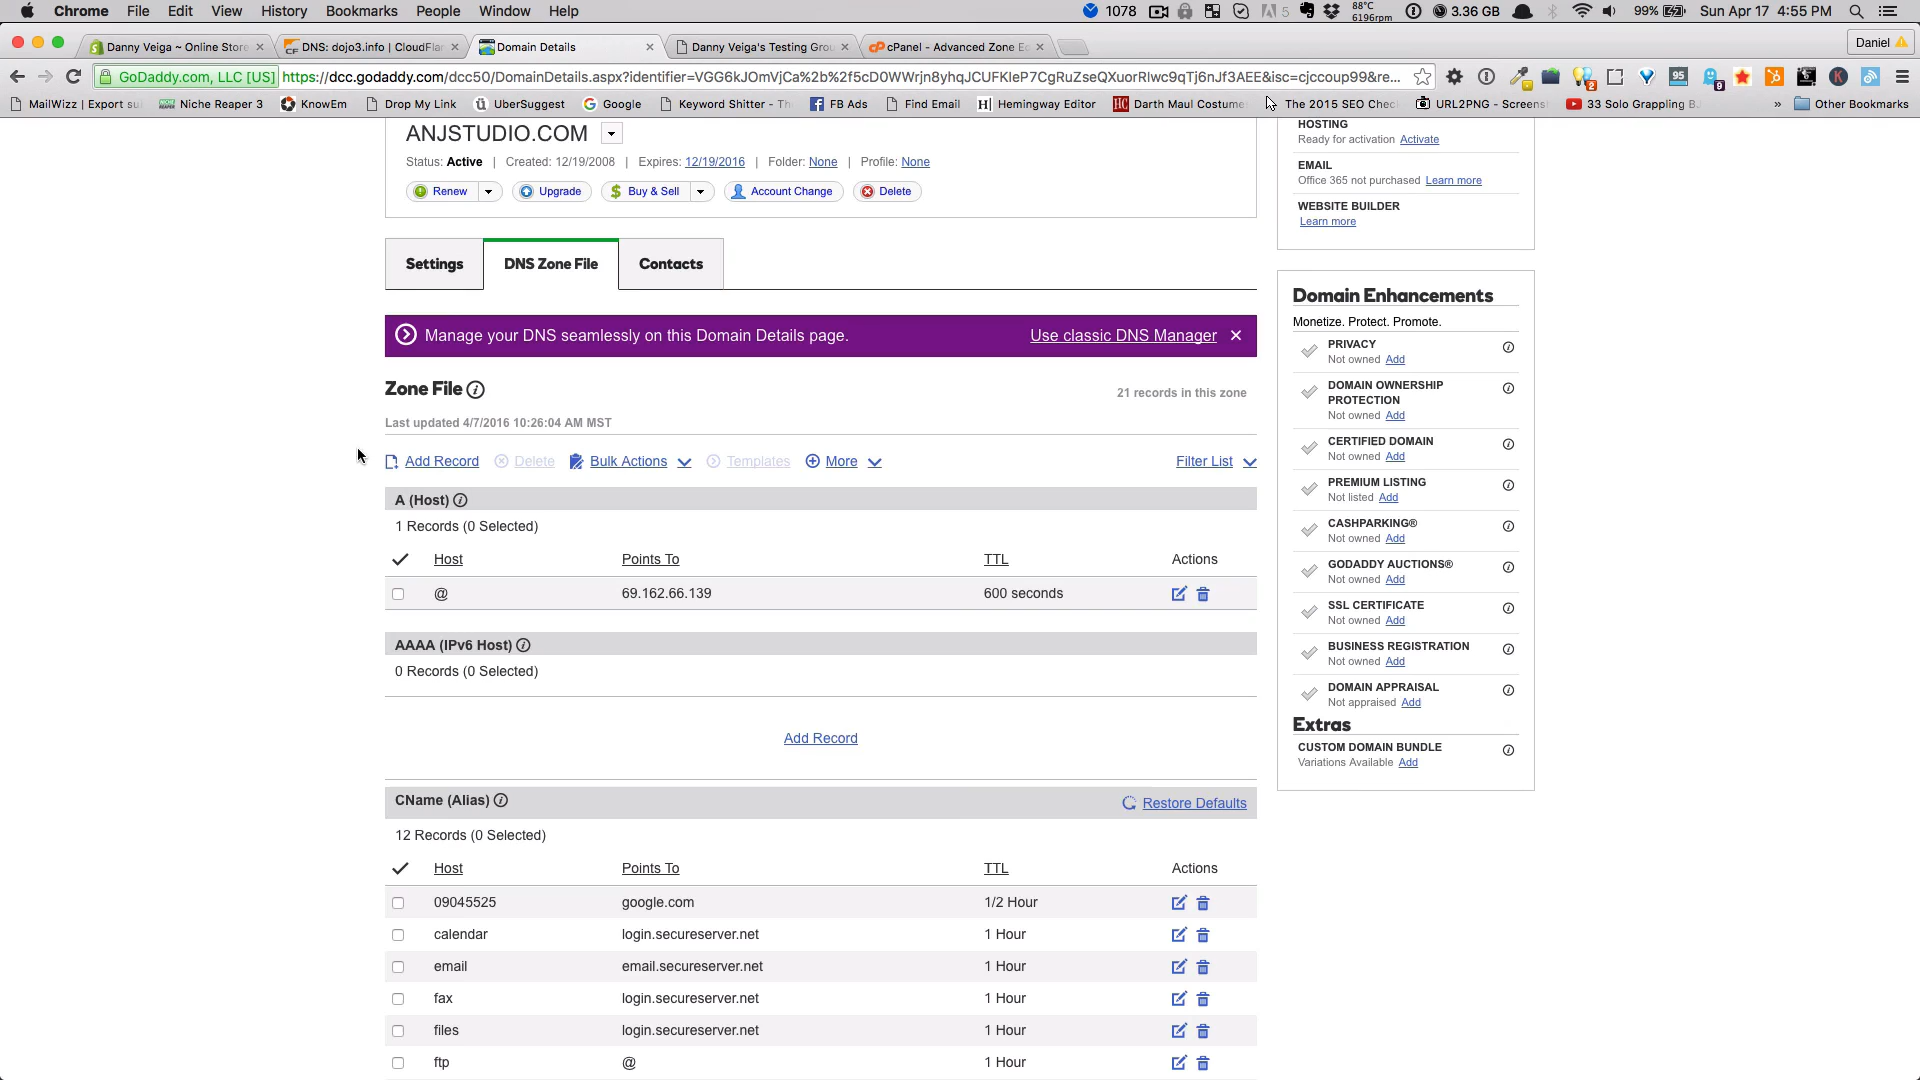 Chrome File Edit View History Bookmarks People Window Help 1078 5 88°C 6196rpm 3.36 GB 99% Sun Apr 17 4:55 PM
Danny Veiga ~ Online Store DNS: dojo3.info | CloudFlar Domain Details Danny Veiga's Testing Grou cPanel - Advanced Zone Ed Daniel
GoDaddy.com, LLC [US] https://dcc.godaddy.com/dcc50/DomainDetails.aspx?identifier=VGG6kJOmVjCa%2b%2f5cD0WWrjn8yhqJCUFKIeP7CgRuZseQXuorRlwc9qTj6nJf3AEE&isc=cjccoup99&re... 2 95 9
MailWizz | Export su Niche Reaper 3 KnowEm Drop My Link UberSuggest Google Keyword Shitter - Th FB Ads Find Email Hemingway Editor Darth Maul Costume The 2015 SEO Chec URL2PNG - Screens 33 Solo Grappling » Other Bookmarks
ANJSTUDIO.COM
Status: Active | Created: 12/19/2008 | Expires: 12/19/2016 | Folder: None | Profile: None
Renew Upgrade Buy & Sell Account Change Delete
Settings DNS Zone File Contacts
Manage your DNS seamlessly on this Domain Details page. Use classic DNS Manager
Zone File 21 records in this zone
Last updated 4/7/2016 10:26:04 AM MST
Add Record Delete Bulk Actions Templates More Filter List
A (Host)
1 Records (0 Selected)
Host Points To TTL Actions
@ 69.162.66.139 600 seconds
AAAA (IPv6 Host)
0 Records (0 Selected)
Add Record
CName (Alias) Restore Defaults
12 Records (0 Selected)
Host Points To TTL Actions
09045525 google.com 1/2 Hour
calendar login.secureserver.net 1 Hour
email email.secureserver.net 1 Hour
fax login.secureserver.net 1 Hour
files login.secureserver.net 1 Hour
ftp @ 1 Hour
HOSTING
Ready for activation Activate
EMAIL
Office 365 not purchased Learn more
WEBSITE BUILDER
Learn more
Domain Enhancements
Monetize. Protect. Promote.
PRIVACY
Not owned Add
DOMAIN OWNERSHIP
PROTECTION
Not owned Add
CERTIFIED DOMAIN
Not owned Add
PREMIUM LISTING
Not listed Add
CASHPARKING®
Not owned Add
GODADDY AUCTIONS®
Not owned Add
SSL CERTIFICATE
Not owned Add
BUSINESS REGISTRATION
Not owned Add
DOMAIN APPRAISAL
Not appraised Add
Extras
CUSTOM DOMAIN BUNDLE
Variations Available Add